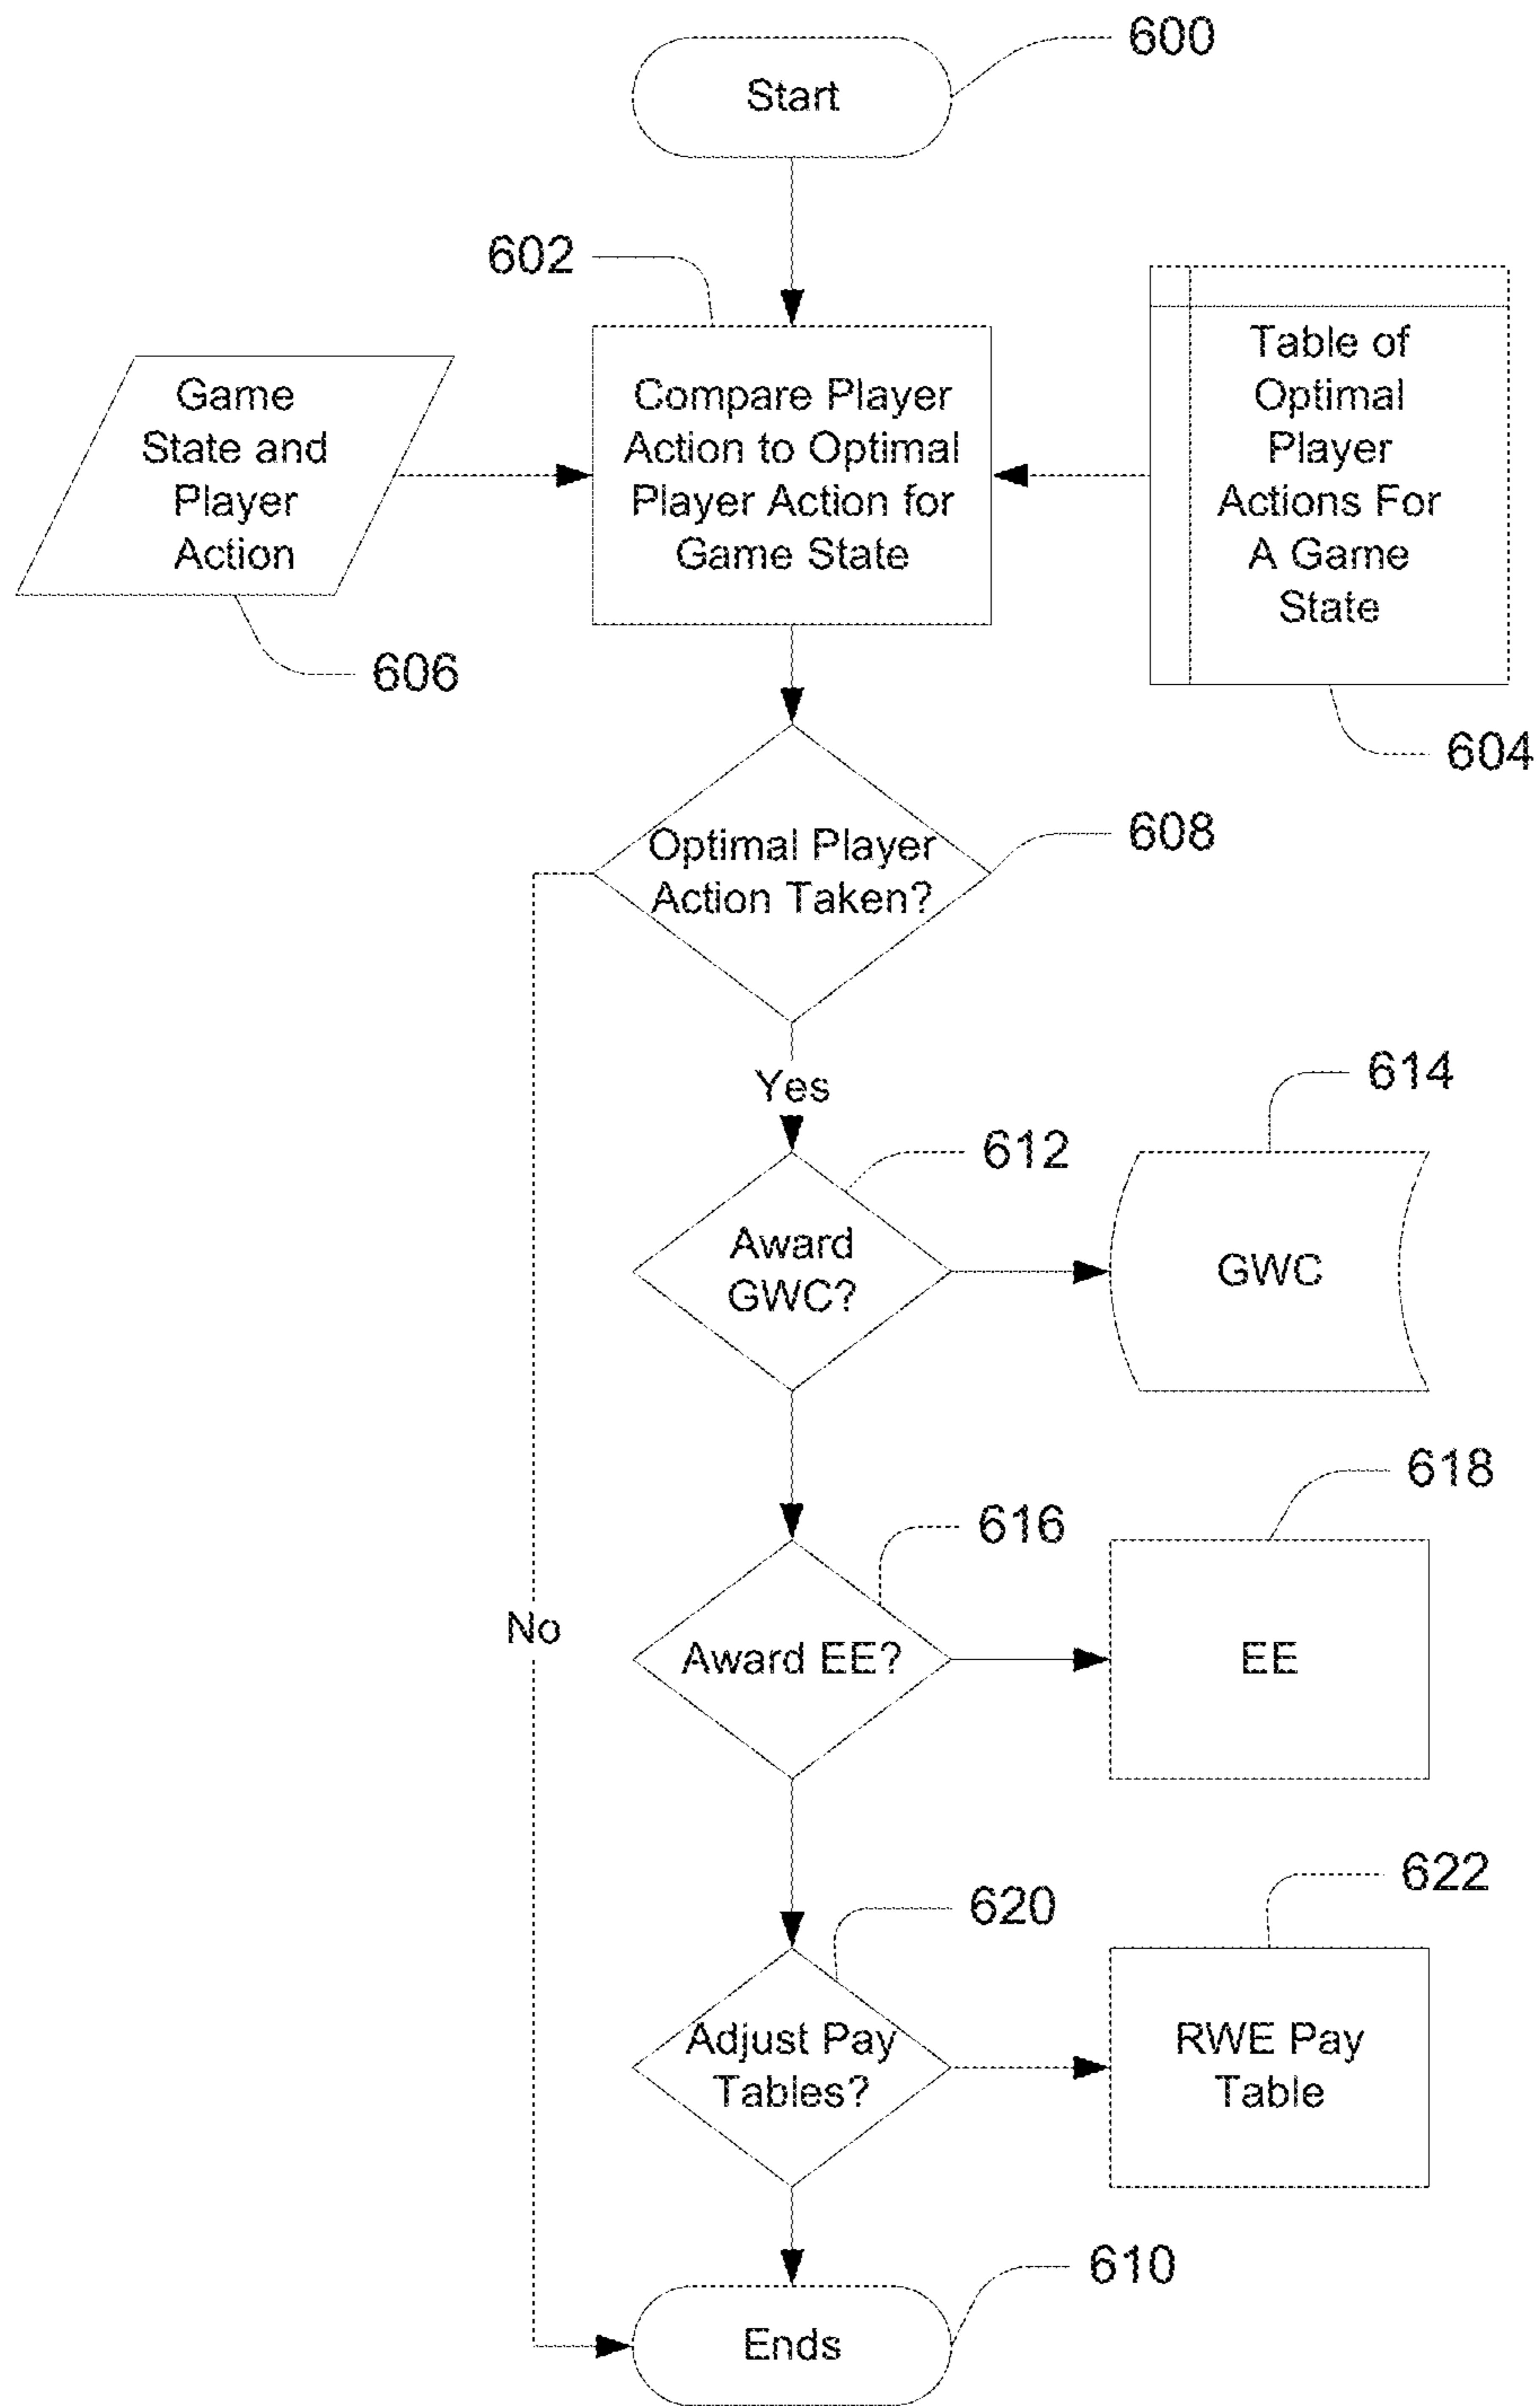 600
Start
602
Game
State and
Player
Action
606
Compare Player
Action to Optimal
Player Action for
Game State
Table of
Optimal
Player
Actions For
A Game
State
604
Optimal Player
Action Taken?
608
Yes
612
614
Award
GWC?
GWC
616
618
No
Award EE?
EE
620
622
Adjust Pay
Tables?
RWE Pay
Table
610
Ends